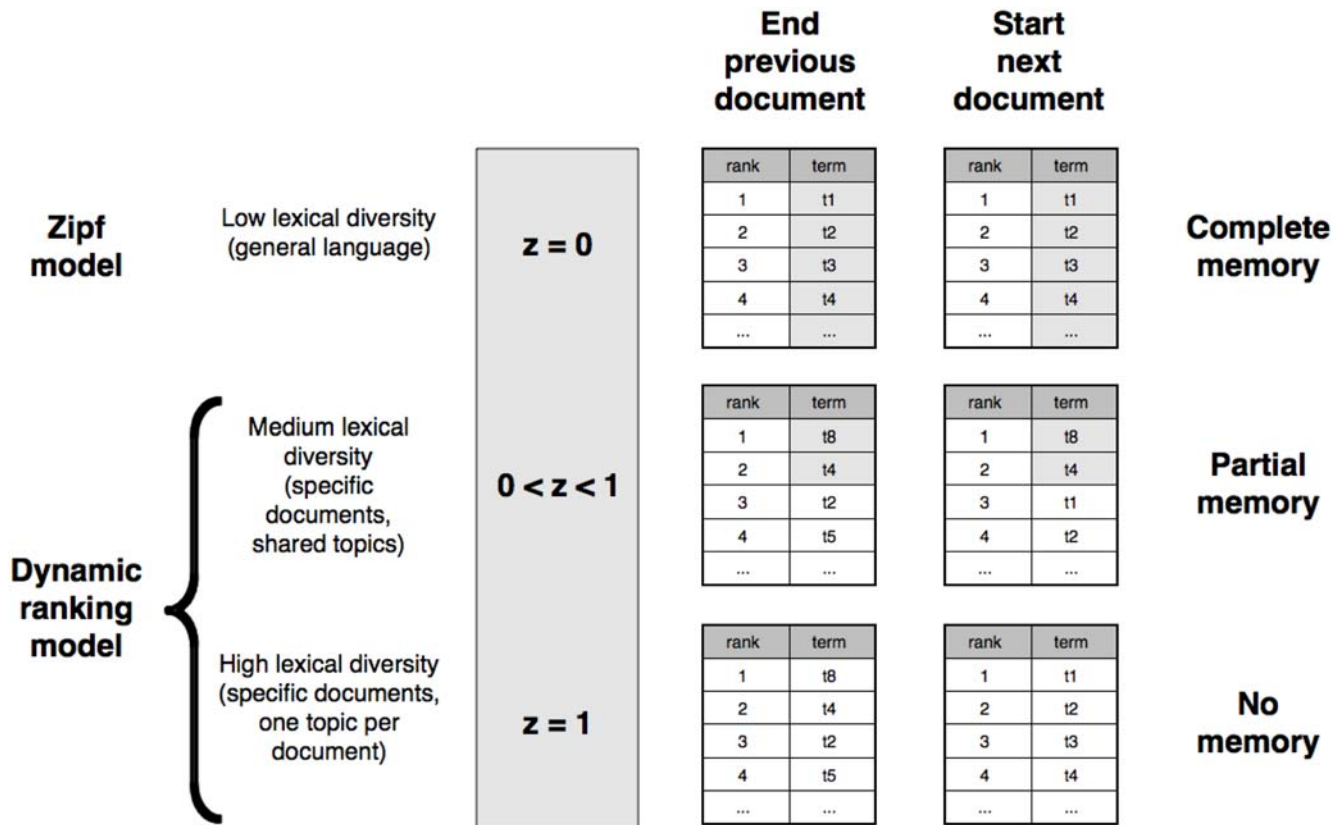 End
previous
document
Start
next
document
Zipf
model
Low lexical diversity
(general language)
z = 0
rank term
1 t1
2 t2
3 t3
4 t4
... ...
rank term
1 t1
2 t2
3 t3
4 t4
... ...
Complete
memory
Dynamic
ranking
model
Medium lexical
diversity
(specific
documents,
shared topics)
0 < z < 1
rank term
1 t8
2 t4
3 t2
4 t5
... ...
rank term
1 t8
2 t4
3 t1
4 t2
... ...
Partial
memory
High lexical diversity
(specific documents,
one topic per
document)
z = 1
rank term
1 t8
2 t4
3 t2
4 t5
... ...
rank term
1 t1
2 t2
3 t3
4 t4
... ...
No
memory